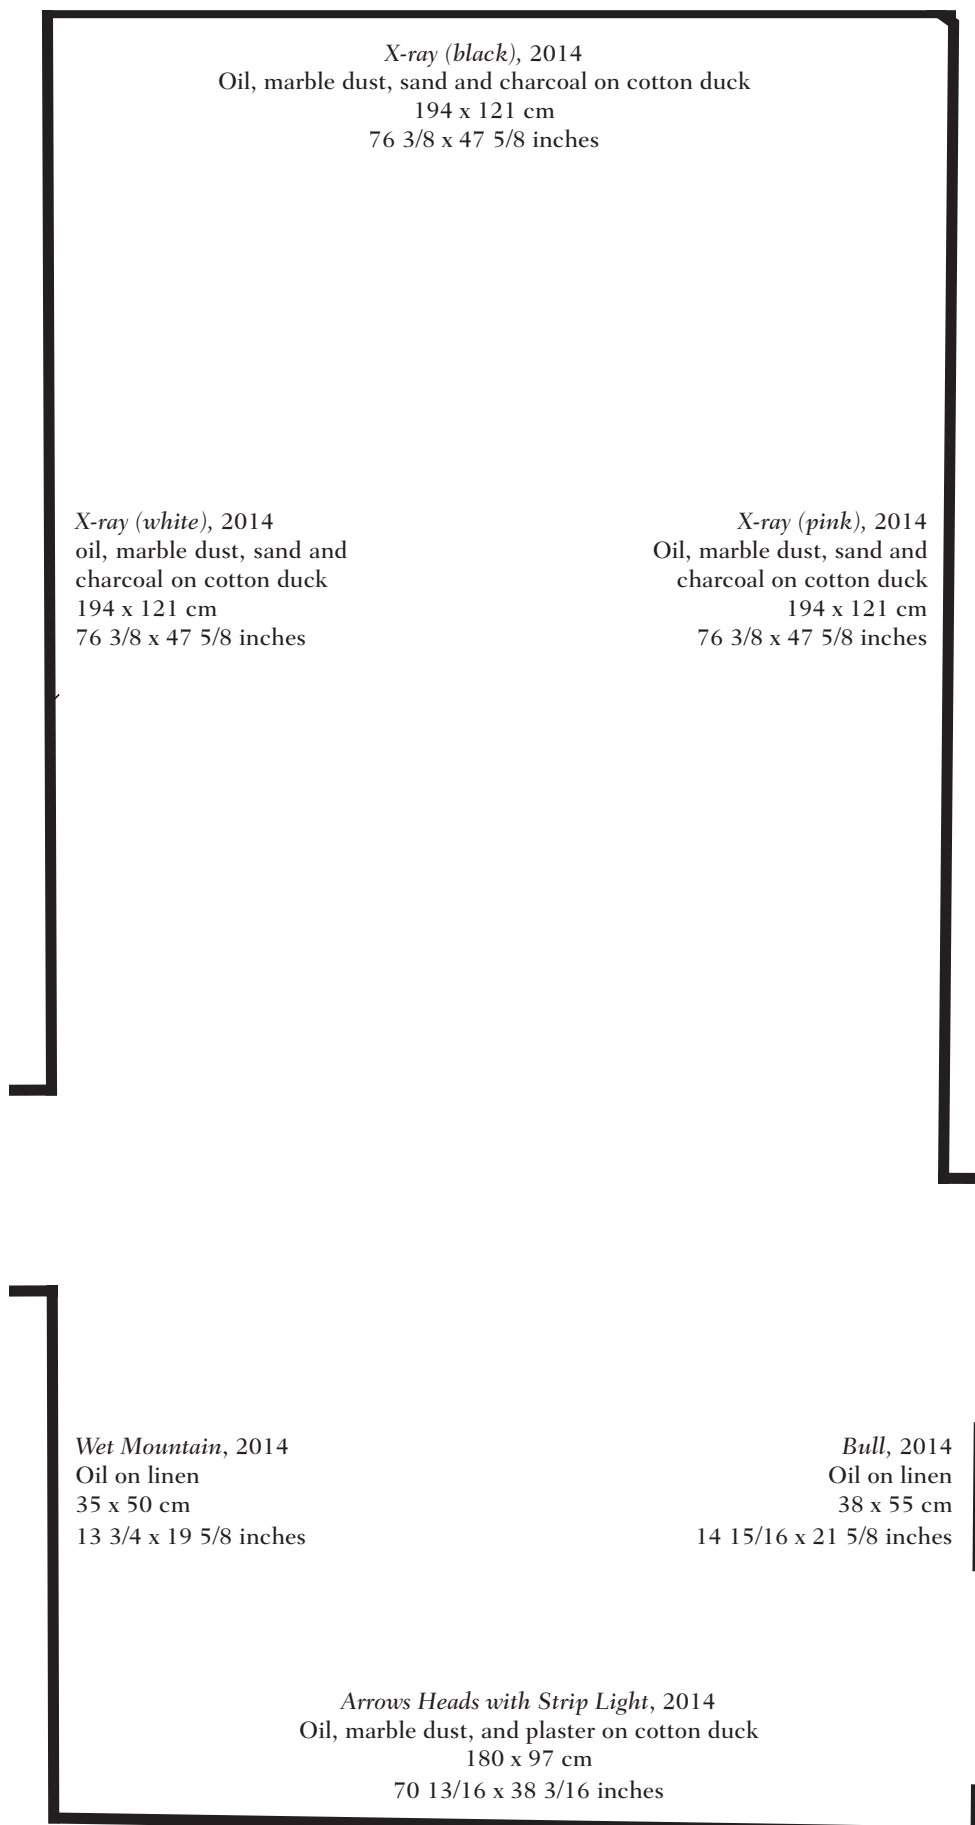 X-ray (black), 2014
Oil, marble dust, sand and charcoal on cotton duck
194 x 121 cm
76 3/8 x 47 5/8 inches
X-ray (white), 2014
oil, marble dust, sand and
charcoal on cotton duck
194 x 121 cm
76 3/8 x 47 5/8 inches
X-ray (pink), 2014
Oil, marble dust, sand and
charcoal on cotton duck
194 x 121 cm
76 3/8 x 47 5/8 inches
Wet Mountain, 2014
Oil on linen
35 x 50 cm
13 3/4 x 19 5/8 inches
Bull, 2014
Oil on linen
38 x 55 cm
14 15/16 x 21 5/8 inches
Arrows Heads with Strip Light, 2014
Oil, marble dust, and plaster on cotton duck
180 x 97 cm
70 13/16 x 38 3/16 inches